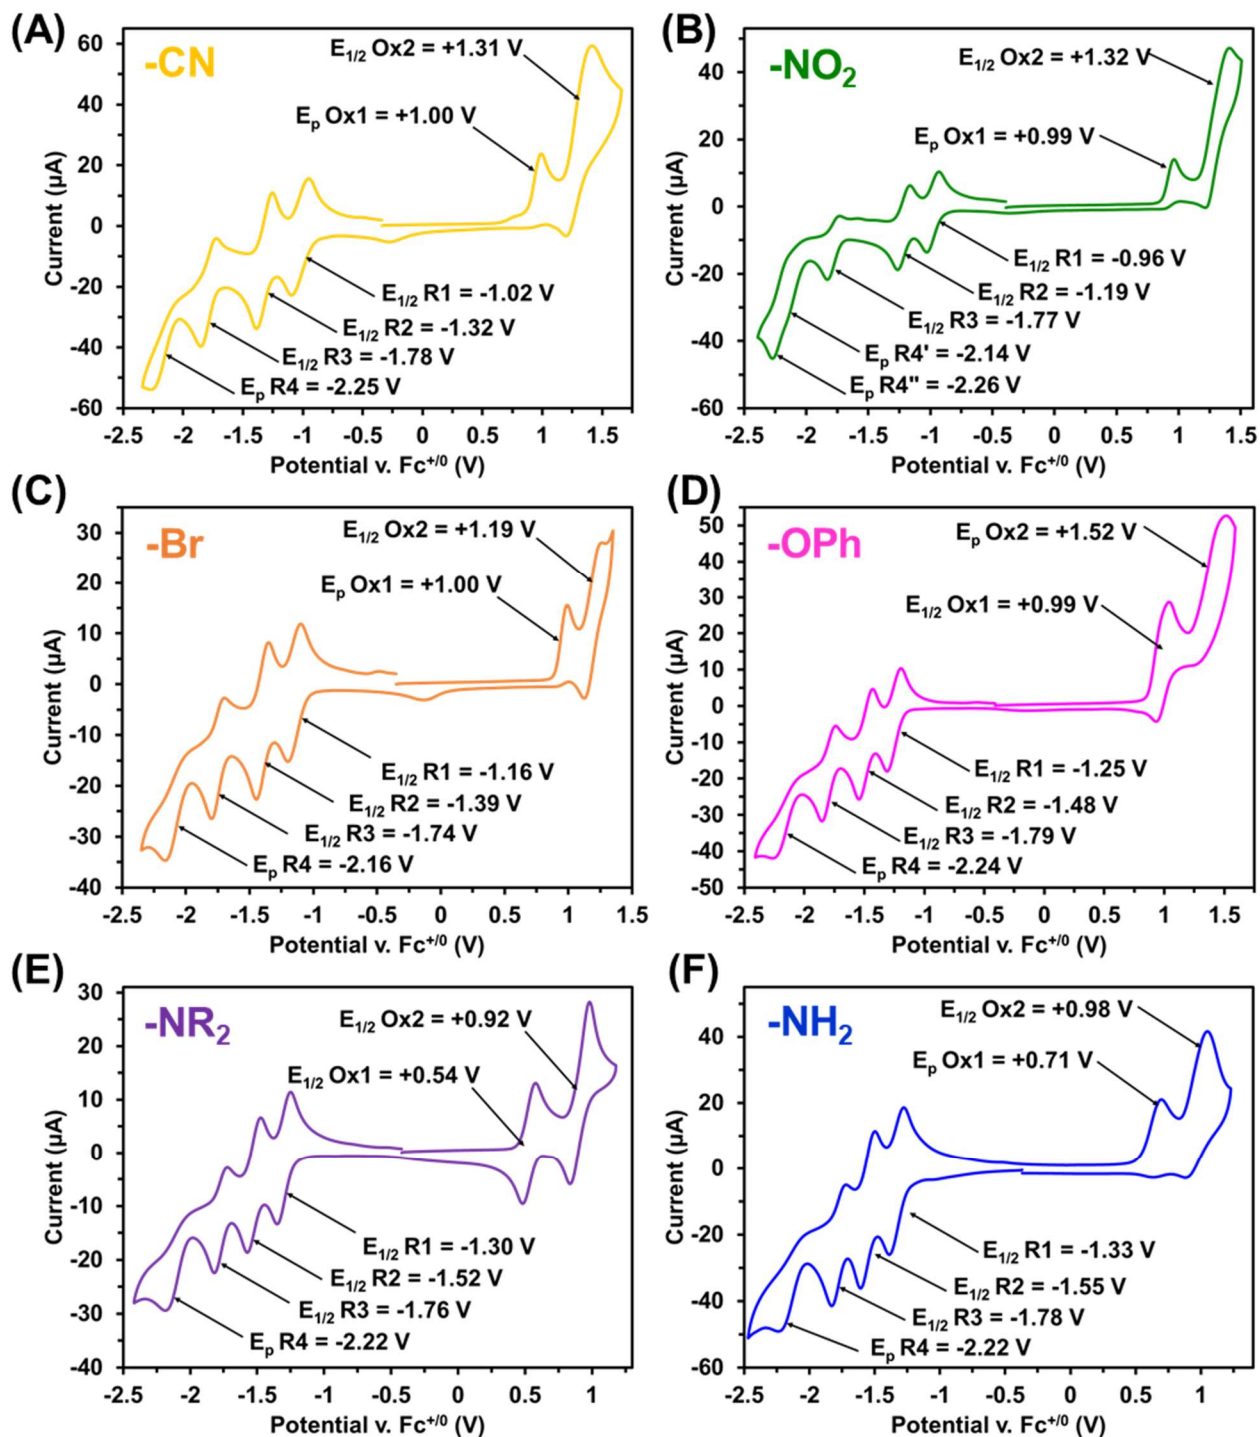 (A)
-CN
E1/2 Ox2 = +1.31 V
Ep Ox1 = +1.00 V
E1/2 R1 = -1.02 V
E1/2 R2 = -1.32 V
E1/2 R3 = -1.78 V
Ep R4 = -2.25 V
Current (µA)
60
40
20
0
-20
-40
-60
-2.5 -2 -1.5 -1 -0.5 0 0.5 1 1.5
Potential v. Fc+/0 (V)
(B)
-NO2
E1/2 Ox2 = +1.32 V
Ep Ox1 = +0.99 V
E1/2 R1 = -0.96 V
E1/2 R2 = -1.19 V
E1/2 R3 = -1.77 V
Ep R4' = -2.14 V
Ep R4" = -2.26 V
Current (µA)
40
20
0
-20
-40
-60
-2.5 -2 -1.5 -1 -0.5 0 0.5 1 1.5
Potential v. Fc+/0 (V)
(C)
-Br
E1/2 Ox2 = +1.19 V
Ep Ox1 = +1.00 V
E1/2 R1 = -1.16 V
E1/2 R2 = -1.39 V
E1/2 R3 = -1.74 V
Ep R4 = -2.16 V
Current (µA)
30
20
10
0
-10
-20
-30
-40
-2.5 -2 -1.5 -1 -0.5 0 0.5 1 1.5
Potential v. Fc+/0 (V)
(D)
-OPh
Ep Ox2 = +1.52 V
E1/2 Ox1 = +0.99 V
E1/2 R1 = -1.25 V
E1/2 R2 = -1.48 V
E1/2 R3 = -1.79 V
Ep R4 = -2.24 V
Current (µA)
50
40
30
20
10
0
-10
-20
-30
-40
-50
-2.5 -2 -1.5 -1 -0.5 0 0.5 1 1.5
Potential v. Fc+/0 (V)
(E)
-NR2
E1/2 Ox2 = +0.92 V
E1/2 Ox1 = +0.54 V
E1/2 R1 = -1.30 V
E1/2 R2 = -1.52 V
E1/2 R3 = -1.76 V
Ep R4 = -2.22 V
Current (µA)
30
20
10
0
-10
-20
-30
-40
-2.5 -2 -1.5 -1 -0.5 0 0.5 1
Potential v. Fc+/0 (V)
(F)
-NH2
E1/2 Ox2 = +0.98 V
Ep Ox1 = +0.71 V
E1/2 R1 = -1.33 V
E1/2 R2 = -1.55 V
E1/2 R3 = -1.78 V
Ep R4 = -2.22 V
Current (µA)
40
20
0
-20
-40
-60
-2.5 -2 -1.5 -1 -0.5 0 0.5 1
Potential v. Fc+/0 (V)